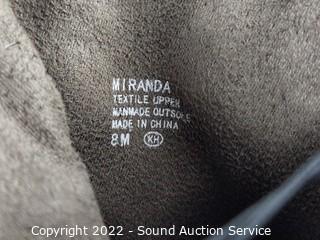 MIRANDA
TEXTILE UPPER
MANMADE OUTSOLE
MADE IN CHINA
8M KH
Copyright 2022 - Sound Auction Service